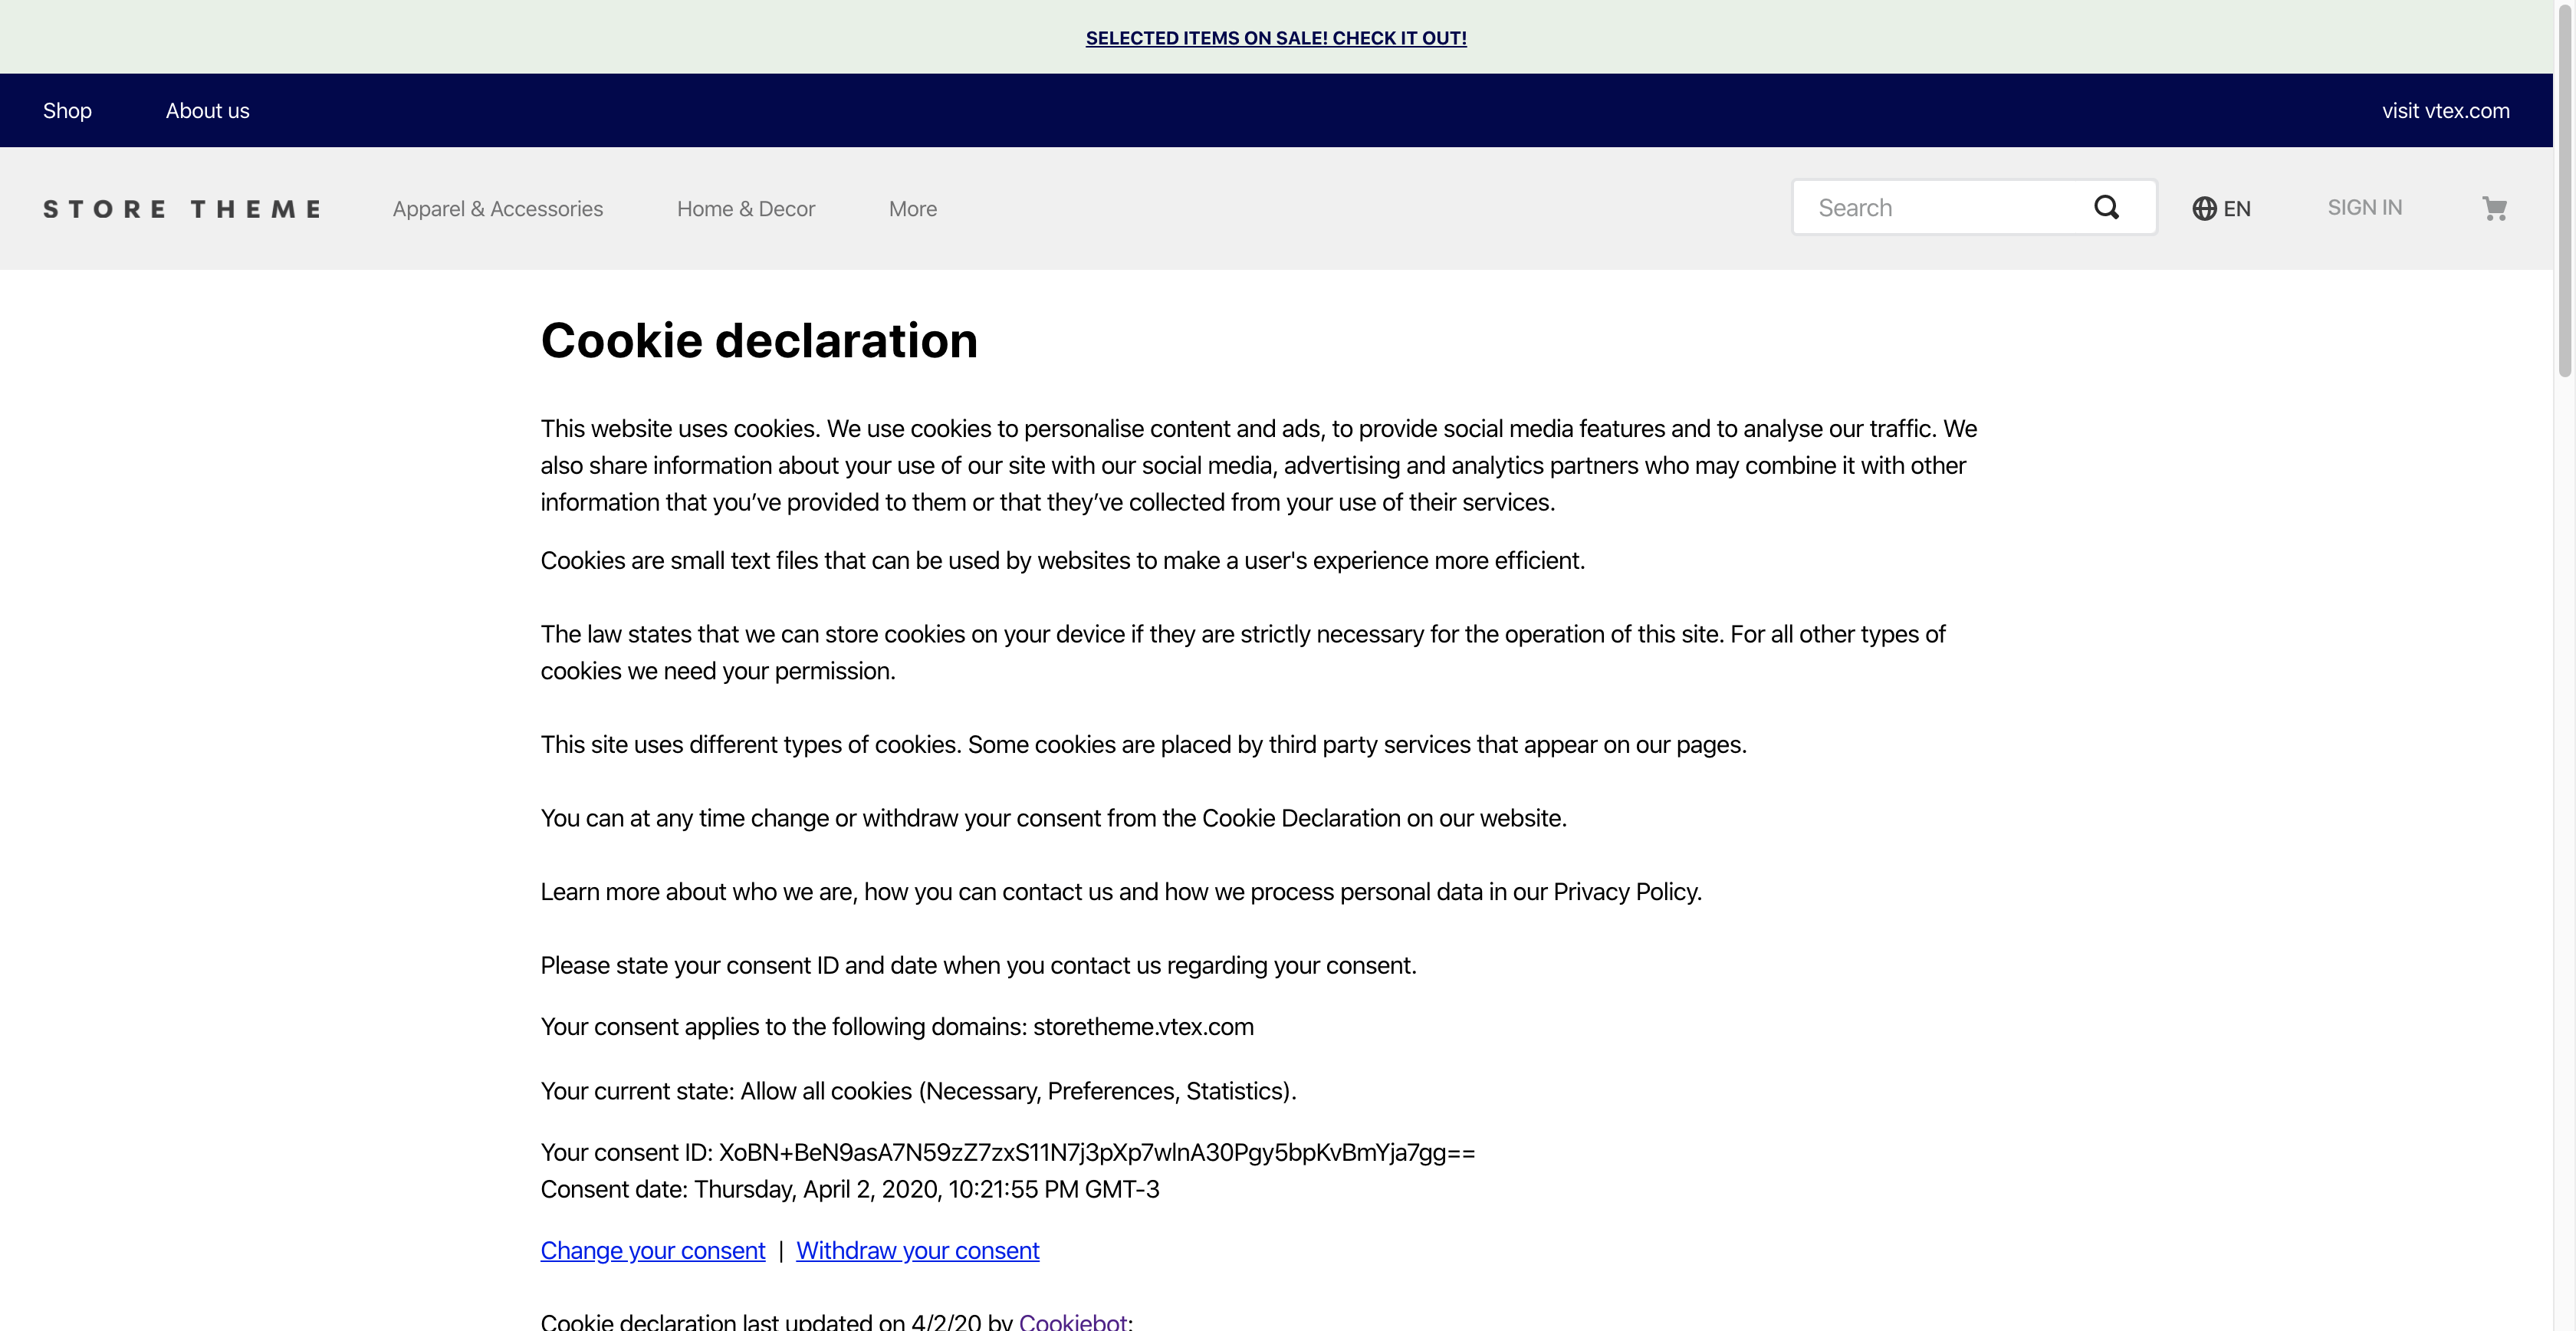 SELECTED ITEMS ON SALE! CHECK IT OUT!
Shop About us visit vtex.com
STORE THEME Apparel & Accessories Home & Decor More Search EN SIGN IN
Cookie declaration
This website uses cookies. We use cookies to personalise content and ads, to provide social media features and to analyse our traffic. We
also share information about your use of our site with our social media, advertising and analytics partners who may combine it with other
information that you’ve provided to them or that they’ve collected from your use of their services.
Cookies are small text files that can be used by websites to make a user's experience more efficient.
The law states that we can store cookies on your device if they are strictly necessary for the operation of this site. For all other types of
cookies we need your permission.
This site uses different types of cookies. Some cookies are placed by third party services that appear on our pages.
You can at any time change or withdraw your consent from the Cookie Declaration on our website.
Learn more about who we are, how you can contact us and how we process personal data in our Privacy Policy.
Please state your consent ID and date when you contact us regarding your consent.
Your consent applies to the following domains: storetheme.vtex.com
Your current state: Allow all cookies (Necessary, Preferences, Statistics).
Your consent ID: XoBN+BeN9asA7N59zZ7zxS11N7j3pXp7wlnA30Pgy5bpKvBmYja7gg==
Consent date: Thursday, April 2, 2020, 10:21:55 PM GMT-3
Change your consent | Withdraw your consent
Cookie declaration last updated on 4/2/20 by Cookiebot: